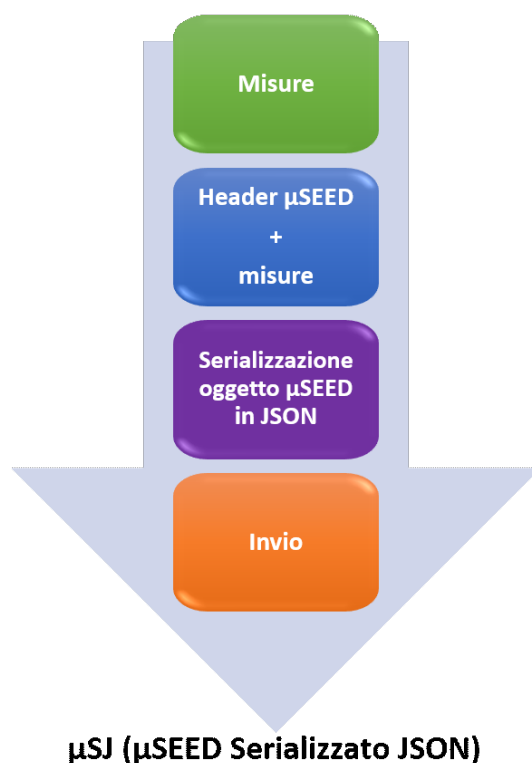 Misure
Header µSEED
+
misure
Serializzazione
oggetto µSEED
in JSON
Invio
µSJ (µSEED Serializzato JSON)